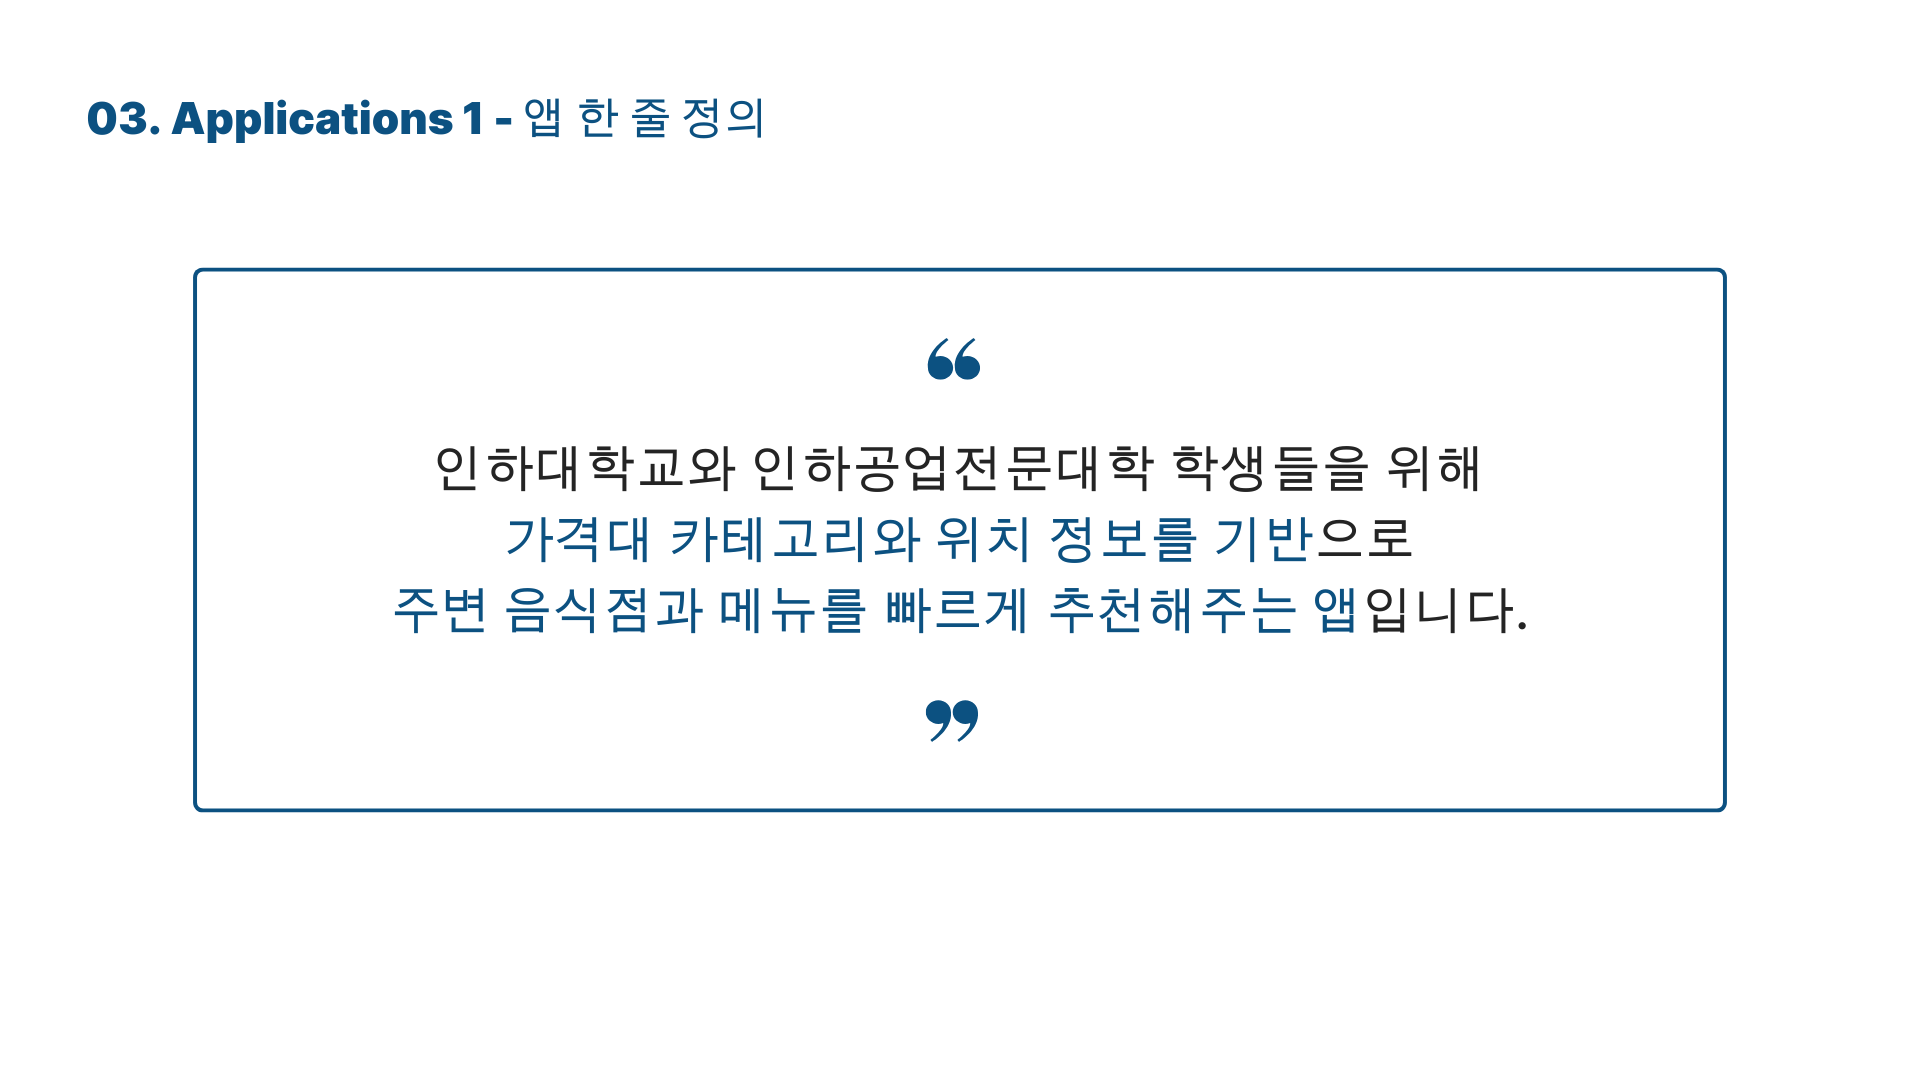 03. Applications 1 - 앱 한 줄 정의
“
인하대학교와 인하공업전문대학 학생들을 위해
가격대 카테고리와 위치 정보를 기반으로
주변 음식점과 메뉴를 빠르게 추천해주는 앱입니다.
”